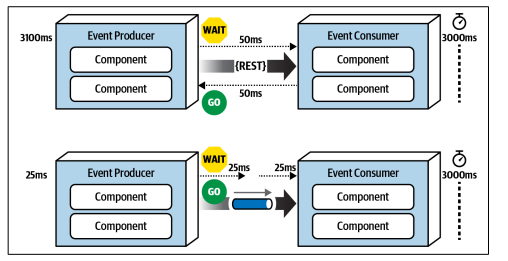 WAIT
3100ms
Event Producer
50ms
Event Consumer
3000ms
Component
{REST}
Component
Component
50ms
Component
GO
WAIT
25ms
Event Producer
25ms
25ms
Event Consumer
3000ms
GO
Component
Component
Component
Component